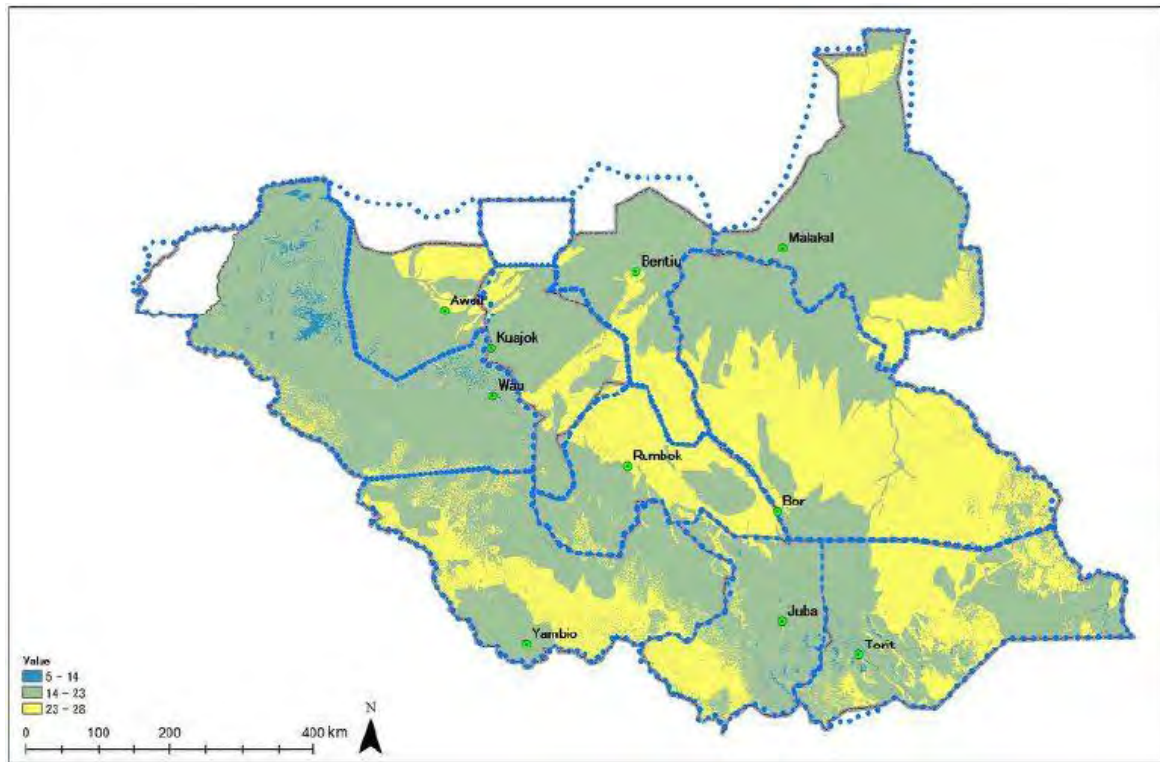 Malakal
Bentiu
Aweil
Kuajok
Wau
Rumbek
Bor
Juba
Torit
Yambio
Value
5 - 14
14 - 23
23 - 28
N
0 100 200 400 km